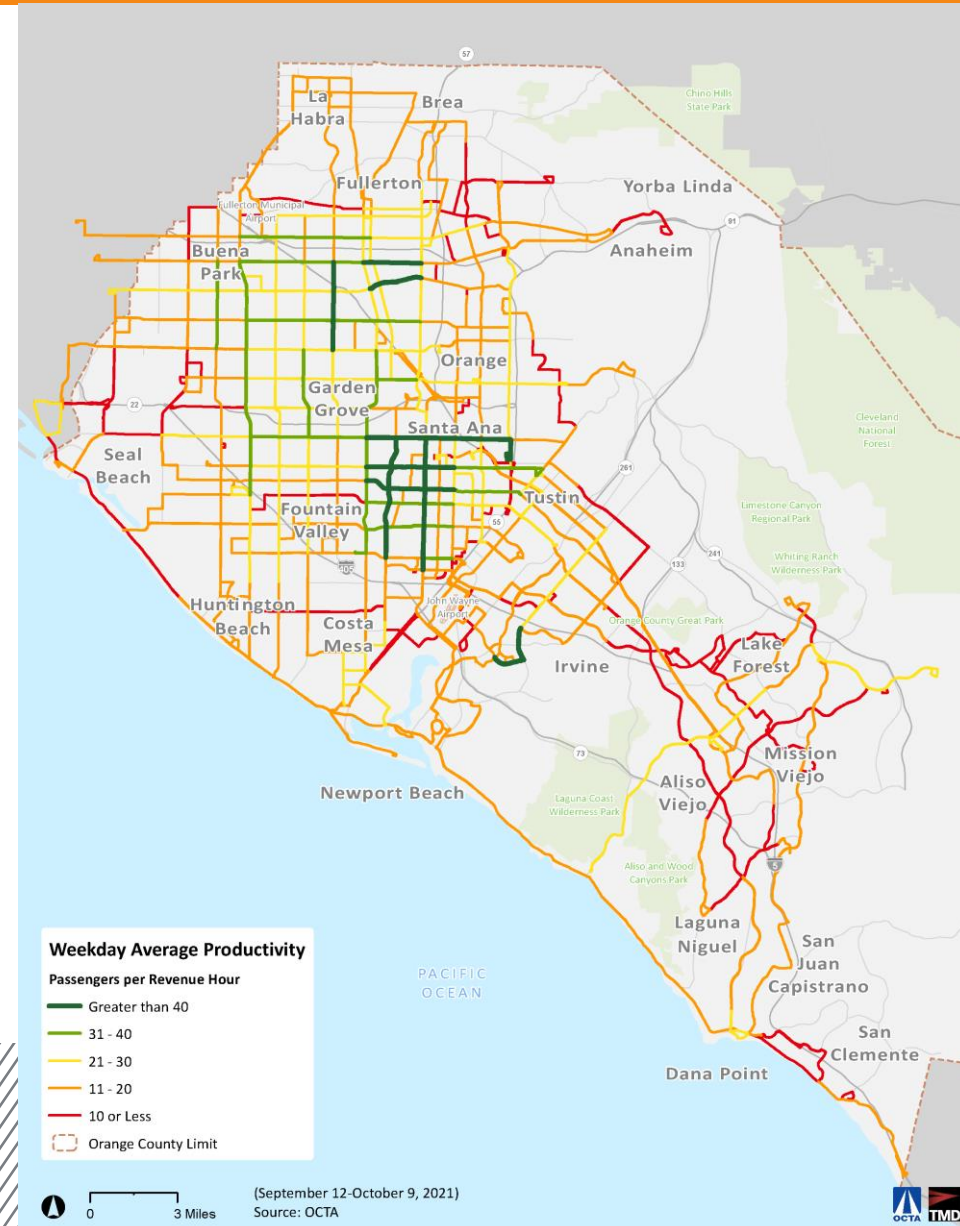 57
La
Habra
Brea
Chino Hills
State Park
Fullerton
Yorba Linda
Fullerton Municipal
Airport
91
Anaheim
Buena
Park
Orange
Garden
Grove
22
Santa Ana
Cleveland
National
Forest
Seal
Beach
261
Tustin
Fountain
Valley
55
Limestone Canyon
Regional Park
241
Whiting Ranch
Wilderness Park
133
405
Huntington
Beach
John Wayne
Airport
Costa
Mesa
Orange County Great Park
Lake
Forest
Irvine
73
Mission
Viejo
Newport Beach
Aliso
Viejo
Laguna Coast
Wilderness Park
5
Aliso and Wood
Canyons Park
Laguna
Niguel
San
Juan
Capistrano
PACIFIC
OCEAN
San
Clemente
Dana Point
Weekday Average Productivity
Passengers per Revenue Hour
Greater than 40
31 - 40
21 - 30
11 - 20
10 or Less
Orange County Limit
0 3 Miles
(September 12-October 9, 2021)
Source: OCTA
OCTA
TMD